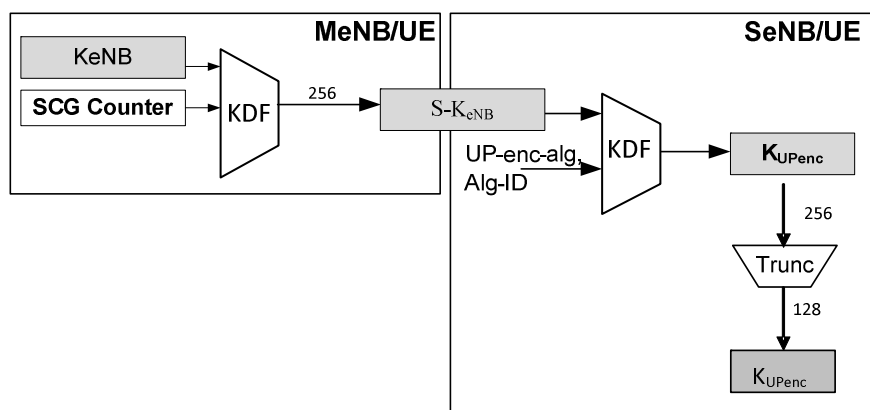 MeNB/UE
KeNB
SCG Counter
KDF
256
S-KeNB
SeNB/UE
UP-enc-alg,
Alg-ID
KDF
KUPenc
256
Trunc
128
KUPenc